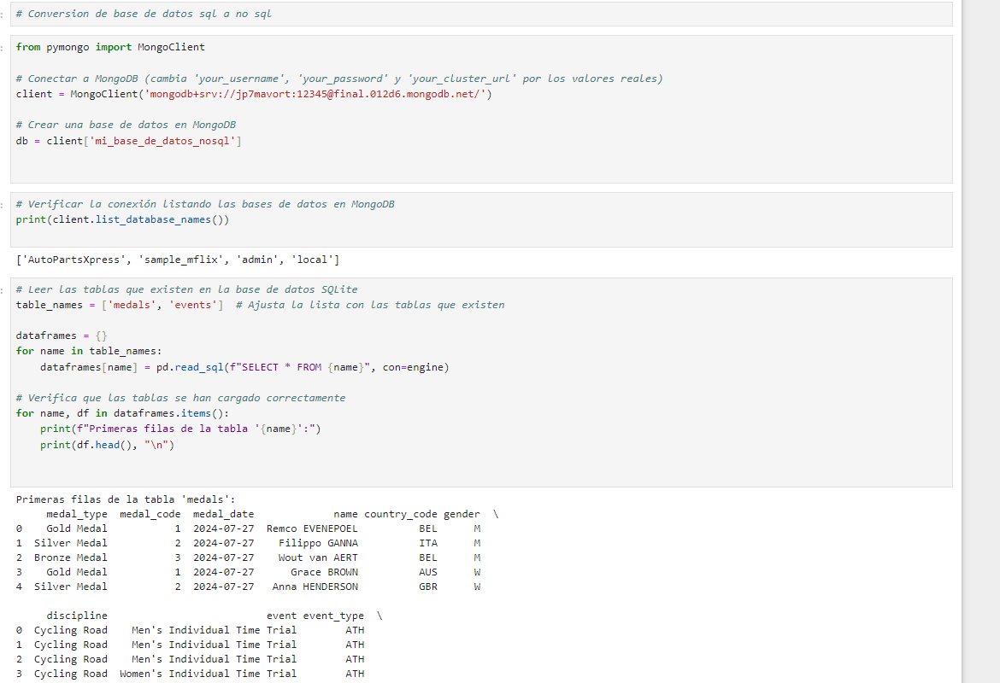 # Conversion de base de datos sql a no sql
from pymongo import MongoClient
# Conectar a MongoDB (cambia 'your_username', 'your_password' y 'your_cluster_url' por los valores reales)
client = MongoClient('mongodb+srv://jp7mavort:12345@final.012d6.mongodb.net/')
# Crear una base de datos en MongoDB
db = client['mi_base_de_datos_nosql']
# Verificar la conexión listando las bases de datos en MongoDB
print(client.list_database_names())
['AutoPartsXpress', 'sample_mflix', 'admin', 'local']
# Leer las tablas que existen en la base de datos SQLite
table_names = ['medals', 'events']  # Ajusta la lista con las tablas que existen
dataframes = {}
for name in table_names:
    dataframes[name] = pd.read_sql(f"SELECT * FROM {name}", con=engine)
# Verifica que las tablas se han cargado correctamente
for name, df in dataframes.items():
    print(f"Primeras filas de la tabla '{name}':")
    print(df.head(), "\n")
Primeras filas de la tabla 'medals':
     medal_type  medal_code  medal_date             name country_code gender  \
0    Gold Medal           1  2024-07-27  Remco EVENEPOEL          BEL      M
1  Silver Medal           2  2024-07-27    Filippo GANNA          ITA      M
2  Bronze Medal           3  2024-07-27    Wout van AERT          BEL      M
3    Gold Medal           1  2024-07-27      Grace BROWN          AUS      W
4  Silver Medal           2  2024-07-27   Anna HENDERSON          GBR      W
     discipline                          event event_type  \
0  Cycling Road    Men's Individual Time Trial        ATH
1  Cycling Road    Men's Individual Time Trial        ATH
2  Cycling Road    Men's Individual Time Trial        ATH
3  Cycling Road  Women's Individual Time Trial        ATH